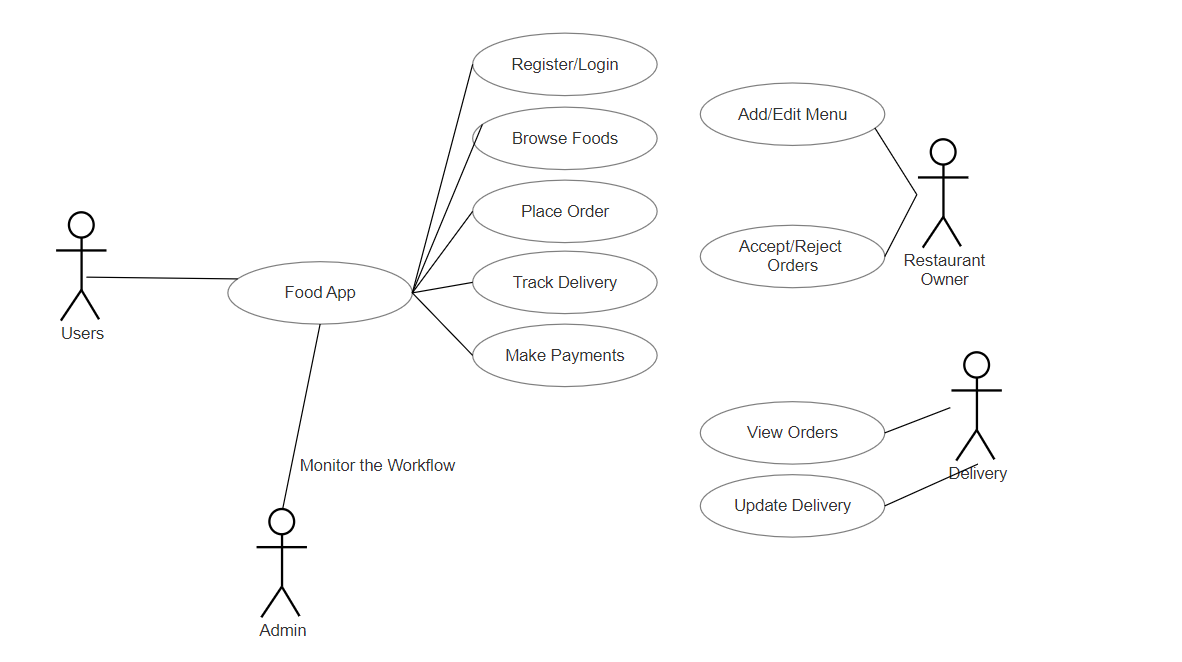 Register/Login
Browse Foods
Place Order
Track Delivery
Make Payments
Food App
Users
Monitor the Workflow
Admin
Add/Edit Menu
Accept/Reject
Orders
Restaurant
Owner
View Orders
Update Delivery
Delivery